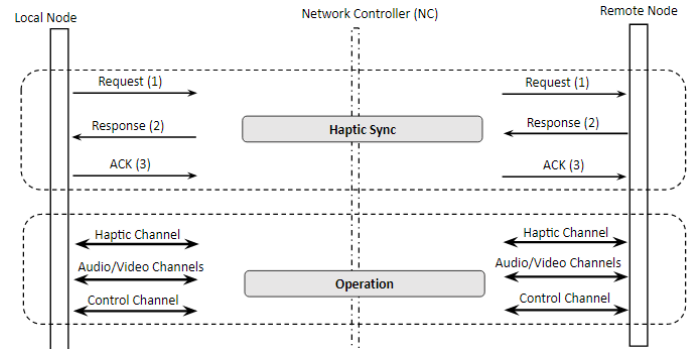 Local Node
Network Controller (NC)
Remote Node
Request (1)
Request (1)
Response (2)
Haptic Sync
Response (2)
ACK (3)
ACK (3)
Haptic Channel
Haptic Channel
Audio/Video Channels
Audio/Video Channels
Operation
Control Channel
Control Channel